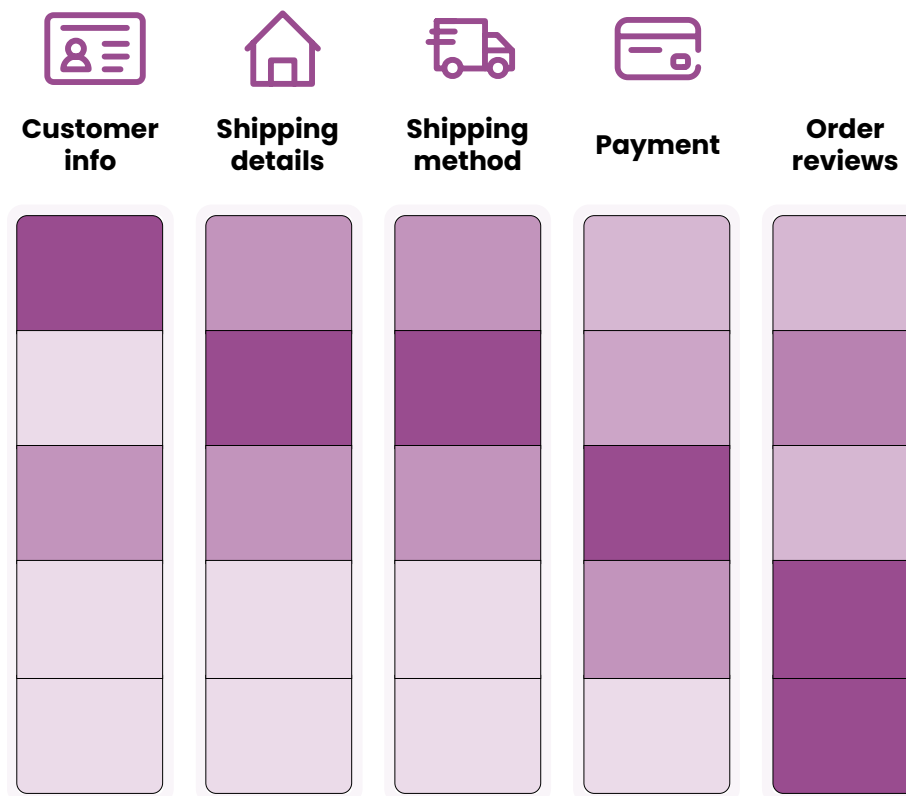 Customer
info
Shipping
details
Shipping
method
Payment
Order
reviews